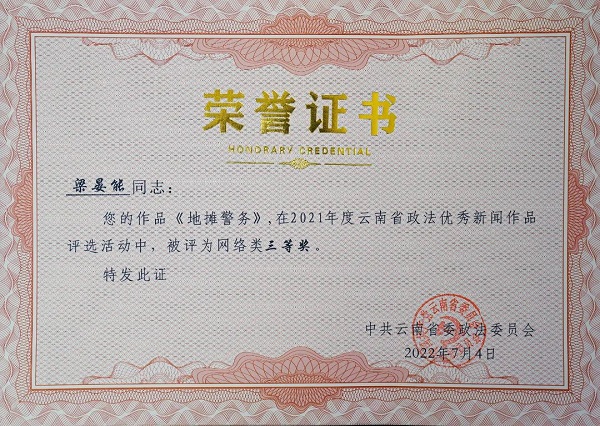 荣誉证书
HONORARY CREDENTIAL
梁晏能同志：
您的作品《地摊警务》，在2021年度云南省政法优秀新闻作品
评选活动中，被评为网络类三等奖。
特发此证
中共云南省委政法委员会
2022年7月4日